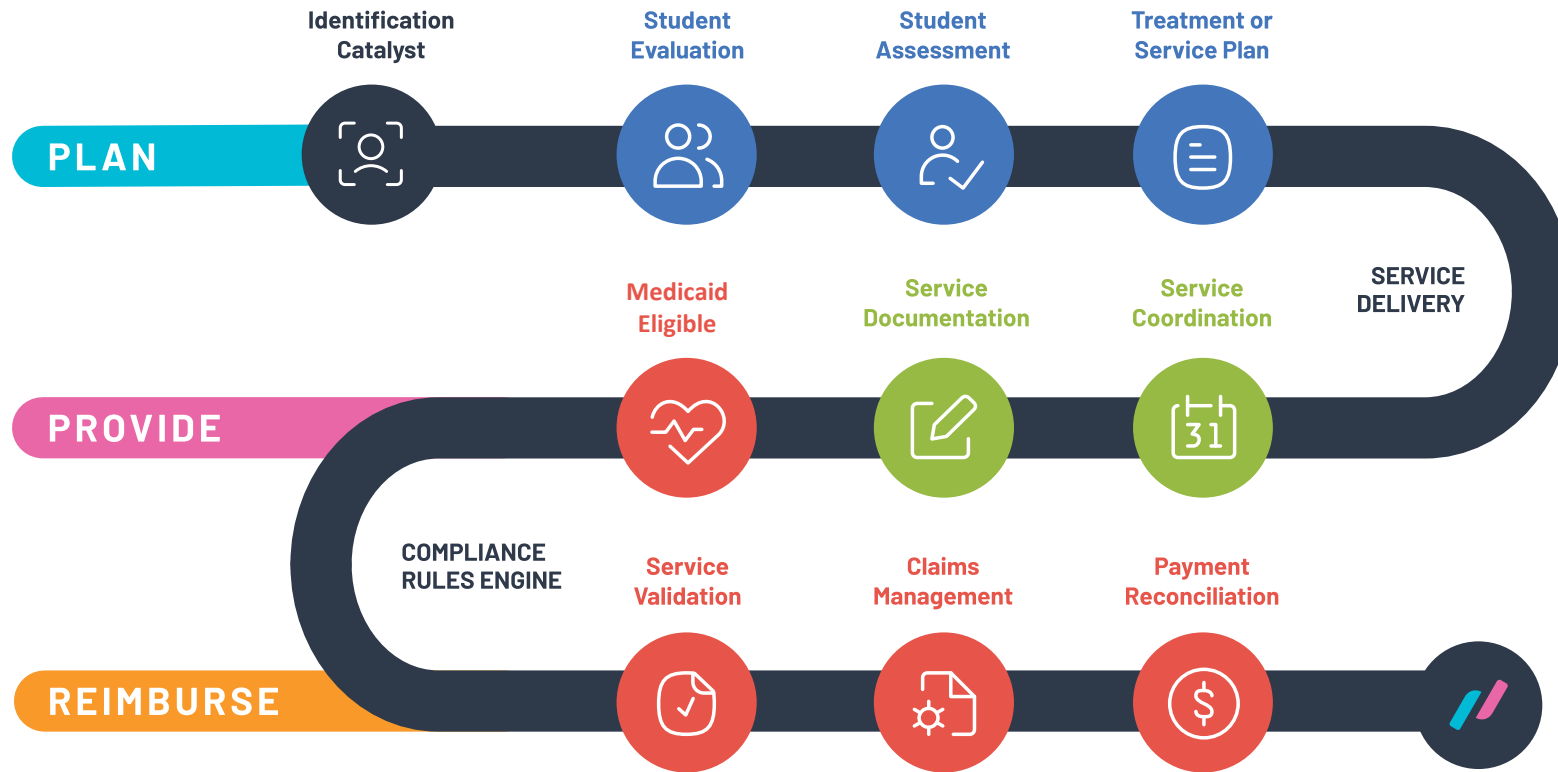 Identification
Catalyst
Student
Evaluation
Student
Assessment
Treatment or
Service Plan
PLAN
SERVICE
DELIVERY
Medicaid
Eligible
Service
Documentation
Service
Coordination
PROVIDE
31
COMPLIANCE
RULES ENGINE
Service
Validation
Claims
Management
Payment
Reconciliation
REIMBURSE
$